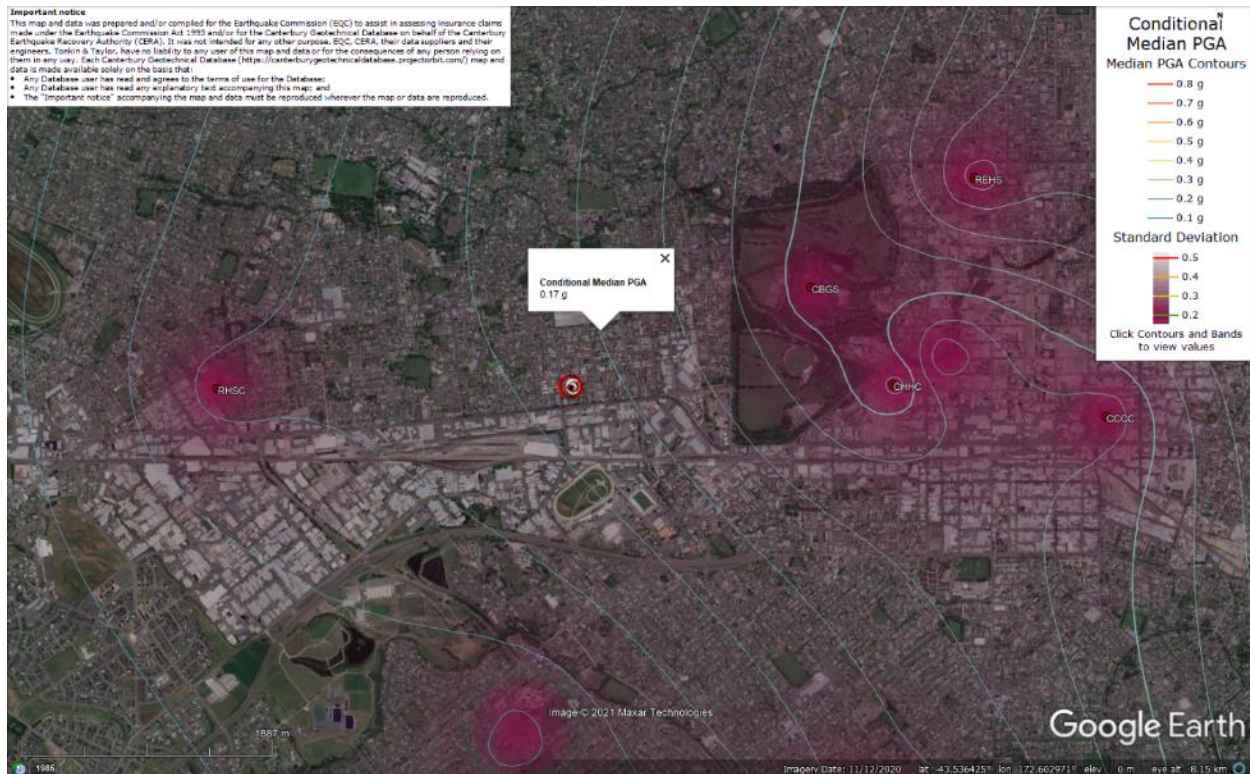 Important notice
This map and data was prepared and/or compiled for the Earthquake Commission (EQC) to assist in assessing insurance claims
made under the Earthquake Commission Act 1993 and/or for the Canterbury Geotechnical Database on behalf of the Canterbury
Earthquake Recovery Authority (CERA). It was not intended for any other purpose. EQC, CERA, their data suppliers and their
engineers, Tonkin & Taylor, have no liability to any user of this map and data or for the consequences of any person relying on
them in any way. Each Canterbury Geotechnical Database (https://canterburygeotechnicaldatabase.projectorbit.com/) map and
data is made available solely on the basis that:
• Any Database user has read and agrees to the terms of use for the Database;
• Any Database user has read any explanatory text accompanying this map; and
• The "Important notice" accompanying the map and data must be reproduced wherever the map or data are reproduced.
N
Conditional
Median PGA
Median PGA Contours
0.8 g
0.7 g
0.6 g
0.5 g
0.4 g
0.3 g
0.2 g
0.1 g
Standard Deviation
0.5
0.4
0.3
0.2
Click Contours and Bands
to view values
REHS
Conditional Median PGA
0.17 g
CBGS
RHSC
CHHC
CCCC
Image © 2021 Maxar Technologies
Google Earth
1887 m
1985
Imagery Date: 11/12/2020 lat -43.536425° lon 172.602971° elev 0 m eye alt 8.15 km